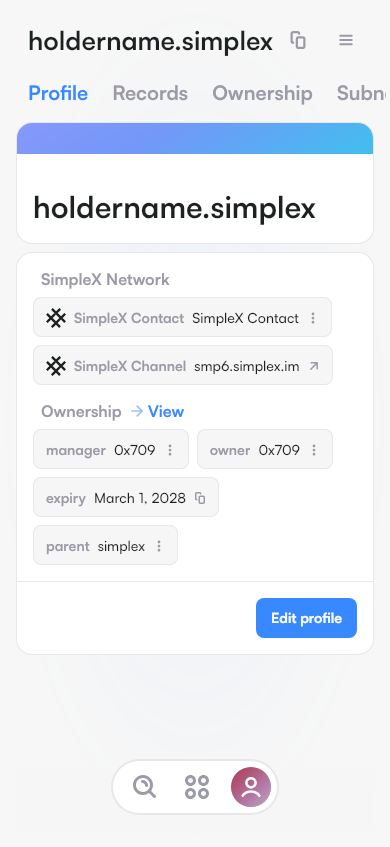 holdername.simplex
Profile Records Ownership Subn
holdername.simplex
SimpleX Network
SimpleX Contact SimpleX Contact
SimpleX Channel smp6.simplex.im
Ownership → View
manager 0x709 owner 0x709
expiry March 1, 2028
parent simplex
Edit profile